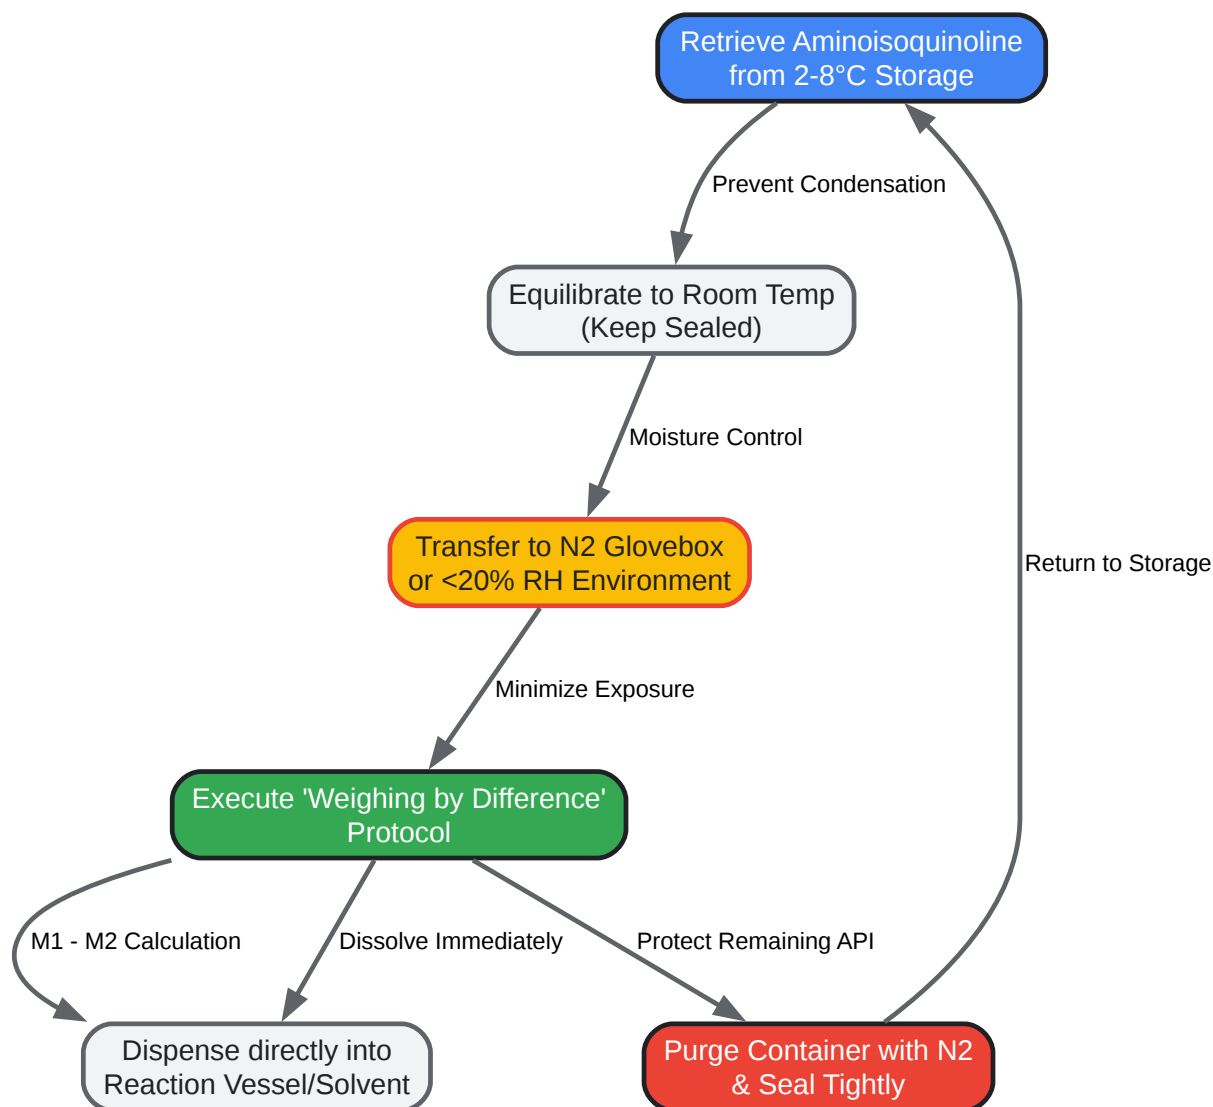 Retrieve Aminoisoquinoline
from 2-8°C Storage
Prevent Condensation
Equilibrate to Room Temp
(Keep Sealed)
Moisture Control
Transfer to N2 Glovebox
or <20% RH Environment
Return to Storage
Minimize Exposure
Execute 'Weighing by Difference'
Protocol
M1 - M2 Calculation
Dissolve Immediately
Protect Remaining API
Dispense directly into
Reaction Vessel/Solvent
Purge Container with N2
& Seal Tightly